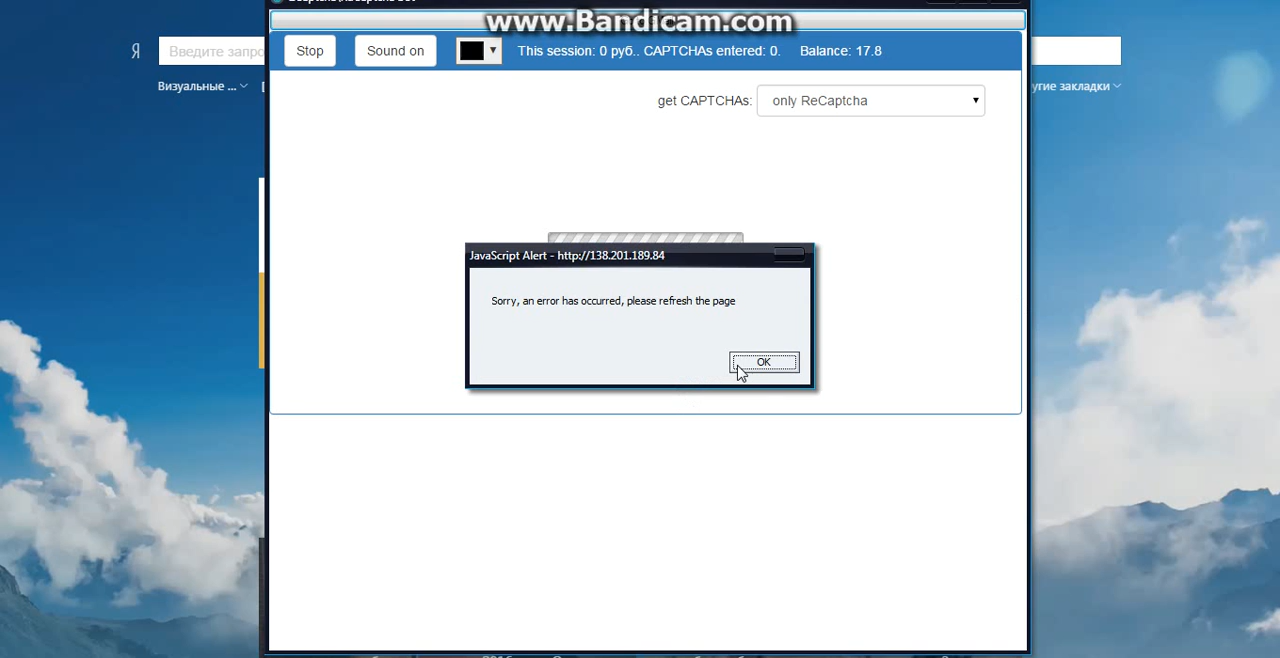 www.Bandicam.com
Я
Введите запро
Stop
Sound on
This session: 0 руб.. CAPTCHAs entered: 0.
Balance: 17.8
Визуальные ...
угие закладки
get CAPTCHAs:
only ReCaptcha
JavaScript Alert - http://138.201.189.84
Sorry, an error has occurred, please refresh the page
OK